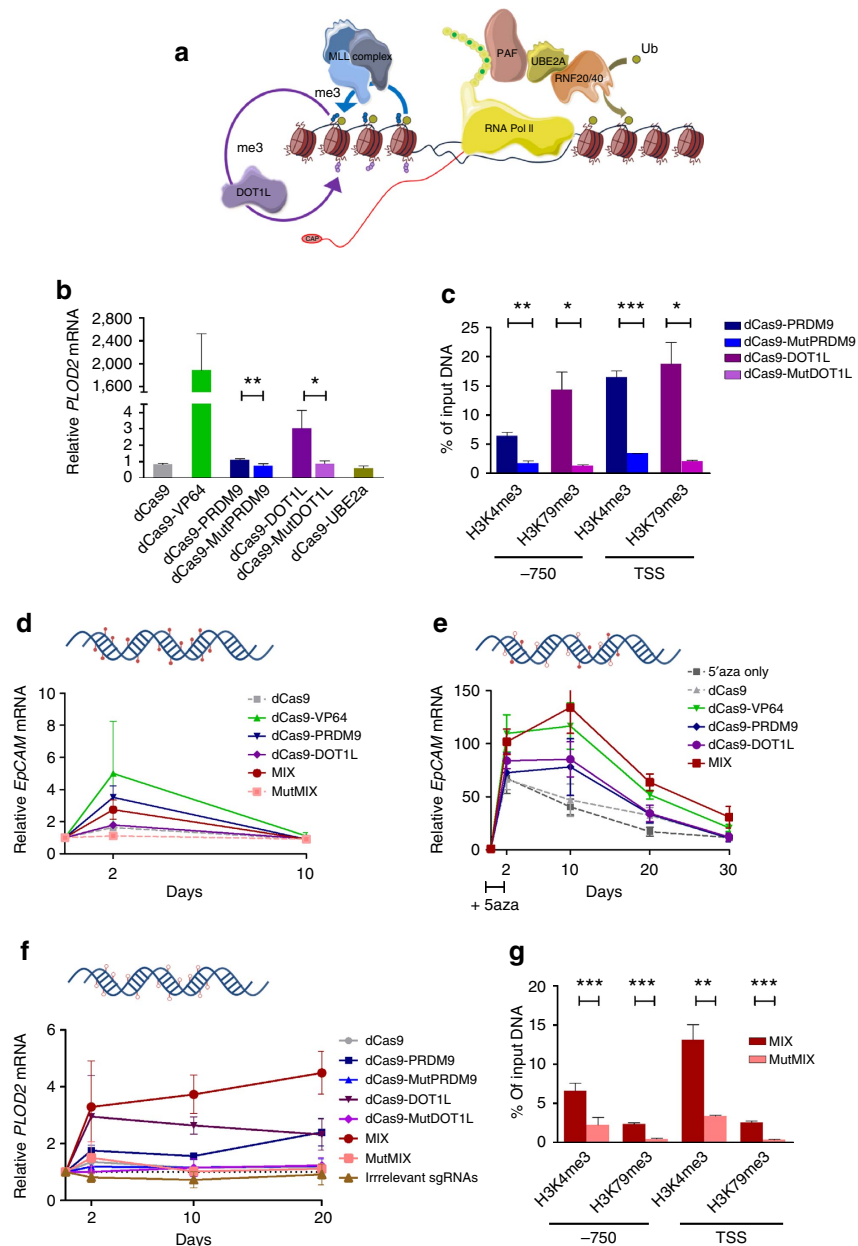 a
MLL complex
me3
me3
DOT1L
CAP
PAF
UBE2A
RNF20/40
Ub
RNA Pol II
b
Relative PLOD2 mRNA
2,800
2,000
1,600
4
3
2
1
0
**
*
dCas9
dCas9-VP64
dCas9-PRDM9
dCas9-MutPRDM9
dCas9-DOT1L
dCas9-MutDOT1L
dCas9-UBE2a
c
% of input DNA
25
20
15
10
5
0
**
*
***
*
H3K4me3
H3K79me3
H3K4me3
H3K79me3
–750
TSS
dCas9-PRDM9
dCas9-MutPRDM9
dCas9-DOT1L
dCas9-MutDOT1L
d
Relative EpCAM mRNA
10
8
6
4
2
0
2
10
Days
dCas9
dCas9-VP64
dCas9-PRDM9
dCas9-DOT1L
MIX
MutMIX
e
Relative EpCAM mRNA
150
100
50
0
2
10
20
30
Days
+ 5aza
5′aza only
dCas9
dCas9-VP64
dCas9-PRDM9
dCas9-DOT1L
MIX
f
Relative PLOD2 mRNA
6
4
2
0
2
10
20
Days
dCas9
dCas9-PRDM9
dCas9-MutPRDM9
dCas9-DOT1L
dCas9-MutDOT1L
MIX
MutMIX
Irrrelevant sgRNAs
g
% Of input DNA
20
15
10
5
0
***
***
**
***
H3K4me3
H3K79me3
H3K4me3
H3K79me3
–750
TSS
MIX
MutMIX